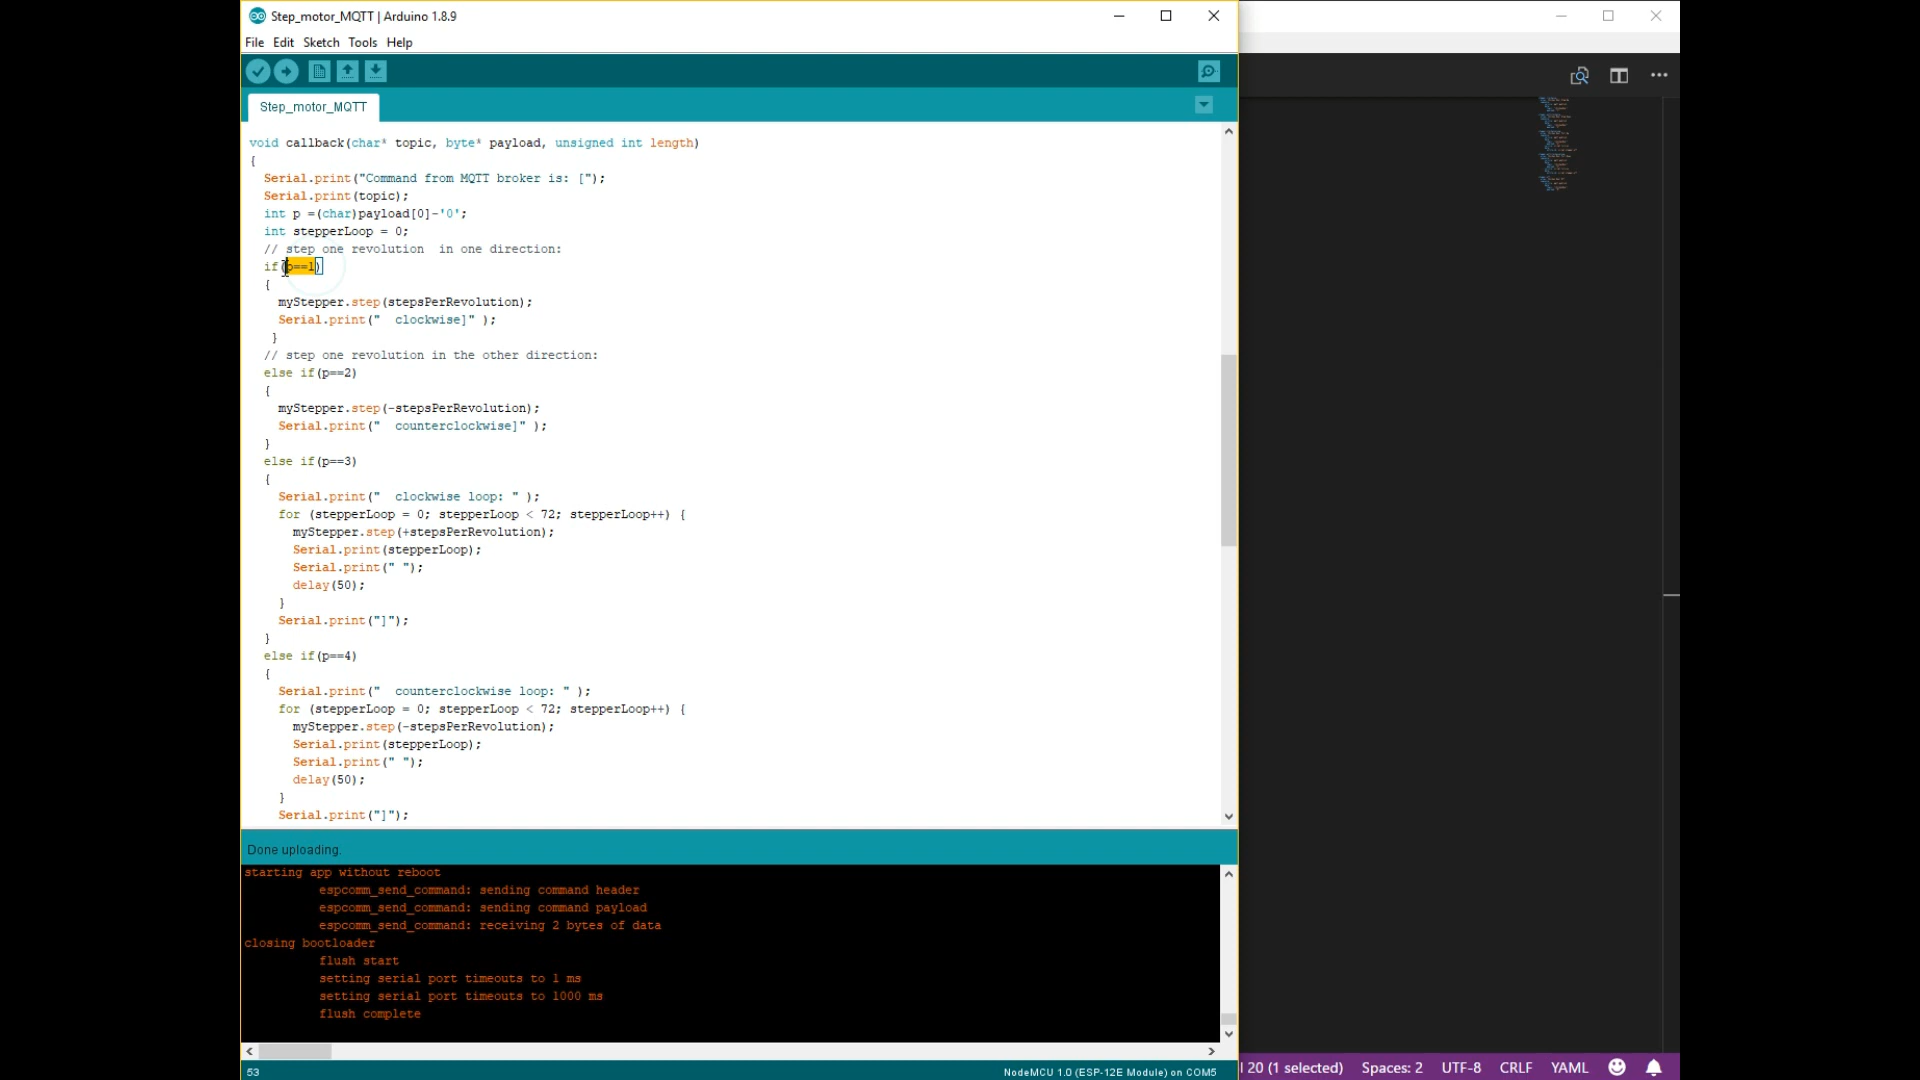 Step_motor_MQTT | Arduino 1.8.9
File Edit Sketch Tools Help
Step_motor_MQTT
void callback(char* topic, byte* payload, unsigned int length)
{
Serial.print("Command from MQTT broker is: [");
Serial.print(topic);
int p =(char)payload[0]-'0';
int stepperLoop = 0;
// step one revolution  in one direction:
if(p==1)
{
myStepper.step(stepsPerRevolution);
Serial.print("  clockwise]" );
}
// step one revolution in the other direction:
else if(p==2)
{
myStepper.step(-stepsPerRevolution);
Serial.print("  counterclockwise]" );
}
else if(p==3)
{
Serial.print("  clockwise loop: " );
for (stepperLoop = 0; stepperLoop < 72; stepperLoop++) {
myStepper.step(+stepsPerRevolution);
Serial.print(stepperLoop);
Serial.print(" ");
delay(50);
}
Serial.print("]");
}
else if(p==4)
{
Serial.print("  counterclockwise loop: " );
for (stepperLoop = 0; stepperLoop < 72; stepperLoop++) {
myStepper.step(-stepsPerRevolution);
Serial.print(stepperLoop);
Serial.print(" ");
delay(50);
}
Serial.print("]");
Done uploading.
starting app without reboot
espcomm_send_command: sending command header
espcomm_send_command: sending command payload
espcomm_send_command: receiving 2 bytes of data
closing bootloader
flush start
setting serial port timeouts to 1 ms
setting serial port timeouts to 1000 ms
flush complete
53 NodeMCU 1.0 (ESP-12E Module) on COM5
20 (1 selected) Spaces: 2 UTF-8 CRLF YAML